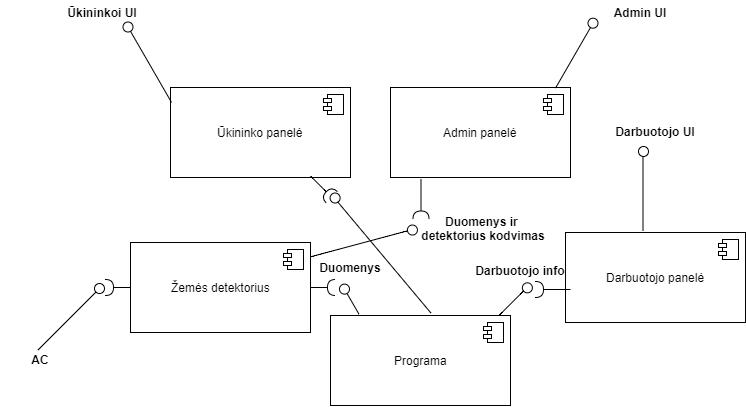 Ūkininkoi UI
Admin UI
Ūkininko panelė
Admin panelė
Darbuotojo UI
Duomenys ir
detektorius kodvimas
Duomenys
Darbuotojo info
Žemės detektorius
Darbuotojo panelė
AC
Programa